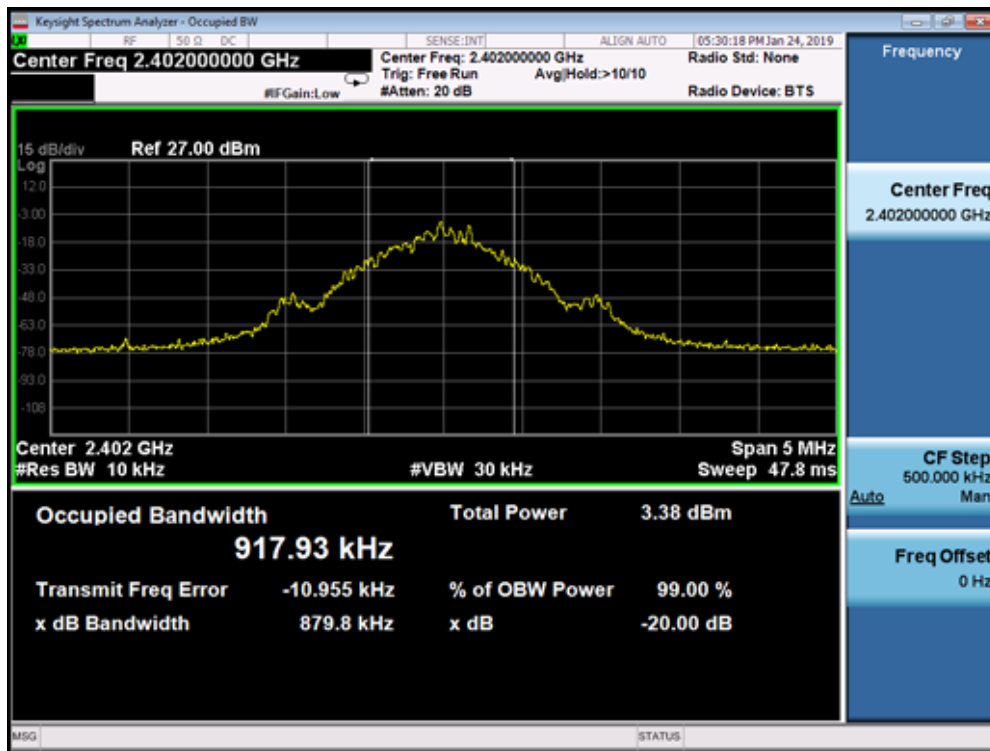 Keysight Spectrum Analyzer - Occupied BW
RF 50 Ω DC SENSE:INT ALIGN AUTO 05:30:18 PM Jan 24, 2019
Center Freq 2.402000000 GHz
Center Freq: 2.402000000 GHz
Radio Std: None
Trig: Free Run Avg|Hold:>10/10
#IFGain:Low
#Atten: 20 dB
Radio Device: BTS
Frequency
15 dB/div Ref 27.00 dBm
Log
12.0
-3.00
-18.0
-33.0
-48.0
-63.0
-78.0
-93.0
-108
Center Freq
2.402000000 GHz
Center 2.402 GHz
Span 5 MHz
#Res BW 10 kHz
#VBW 30 kHz
Sweep 47.8 ms
CF Step
500.000 kHz
Auto Man
Occupied Bandwidth
917.93 kHz
Total Power 3.38 dBm
Transmit Freq Error -10.955 kHz
% of OBW Power 99.00 %
x dB Bandwidth 879.8 kHz
x dB -20.00 dB
Freq Offset
0 Hz
MSG
STATUS